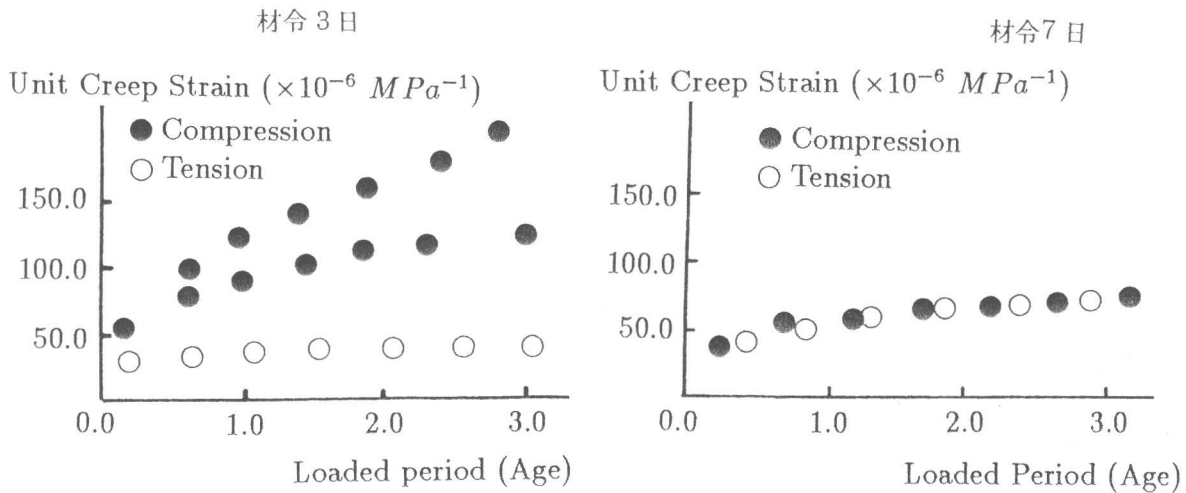 材令 3 日
Unit Creep Strain (×10⁻⁶ MPa⁻¹)
Compression
Tension
150.0
100.0
50.0
0.0 1.0 2.0 3.0
Loaded period (Age)
材令7 日
Unit Creep Strain (×10⁻⁶ MPa⁻¹)
Compression
Tension
150.0
100.0
50.0
0.0 1.0 2.0 3.0
Loaded Period (Age)